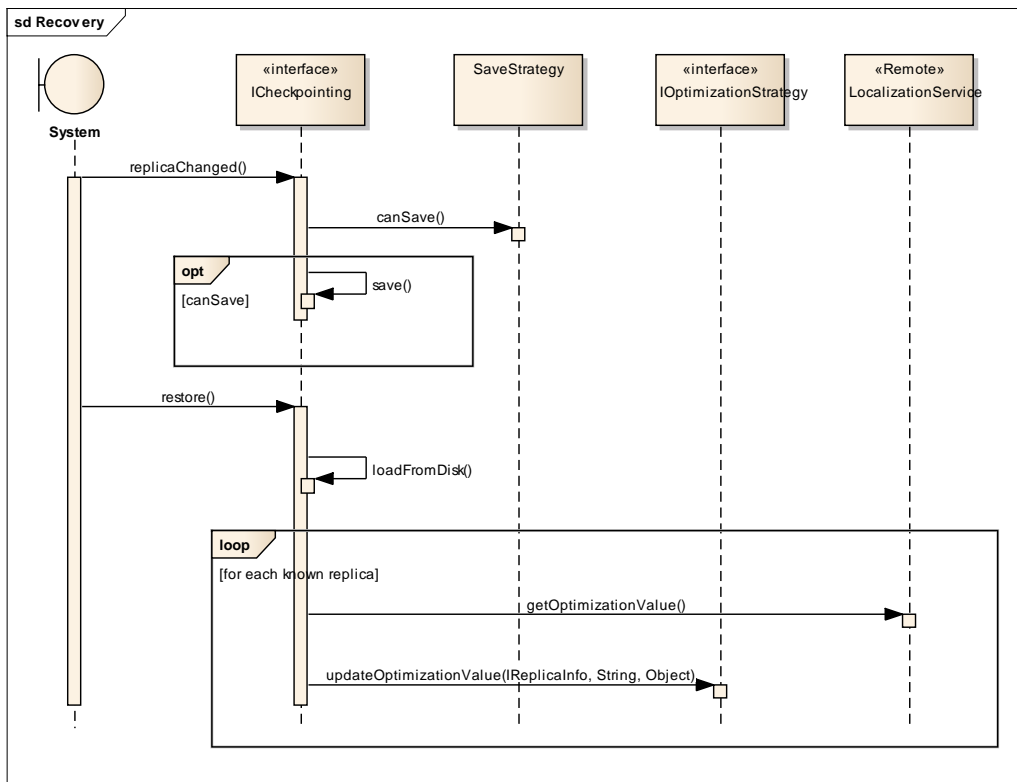 sd Recovery
System
«interface»
ICheckpointing
SaveStrategy
«interface»
IOptimizationStrategy
«Remote»
LocalizationService
replicaChanged()
canSave()
opt
[canSave]
save()
restore()
loadFromDisk()
loop
[for each known replica]
getOptimizationValue()
updateOptimizationValue(IReplicaInfo, String, Object)